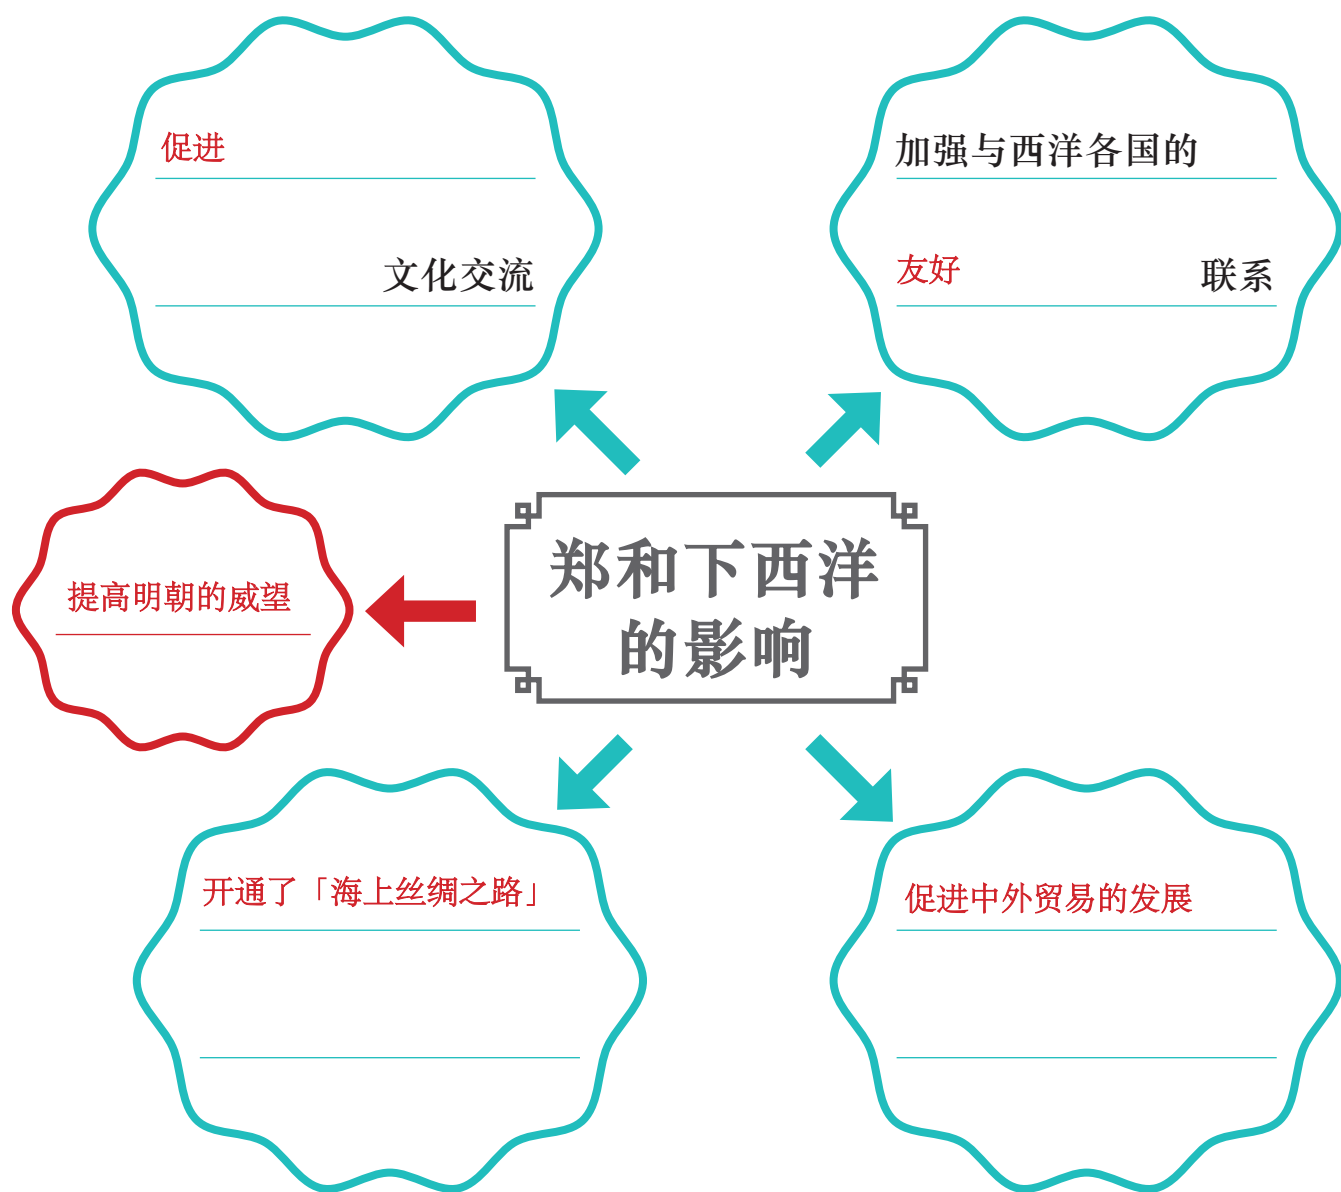 促进
文化交流
加强与西洋各国的
友好 联系
提高明朝的威望
郑和下西洋
的影响
开通了「海上丝绸之路」
促进中外贸易的发展